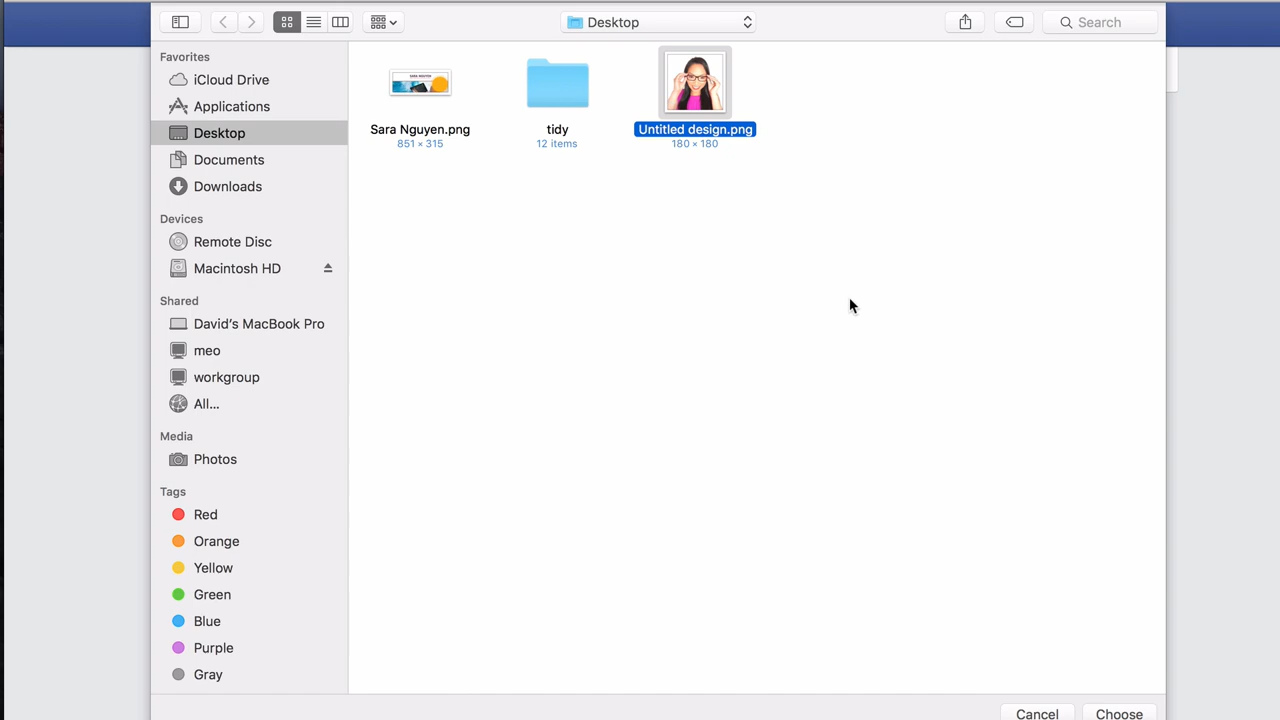 Desktop
Search
Favorites
iCloud Drive
Applications
Desktop
Documents
Downloads
Devices
Remote Disc
Macintosh HD
Shared
David's MacBook Pro
meo
workgroup
All...
Media
Photos
Tags
Red
Orange
Yellow
Green
Blue
Purple
Gray
SARA NGUYEN
Sara Nguyen.png
851 × 315
tidy
12 items
Untitled design.png
180 × 180
Cancel
Choose